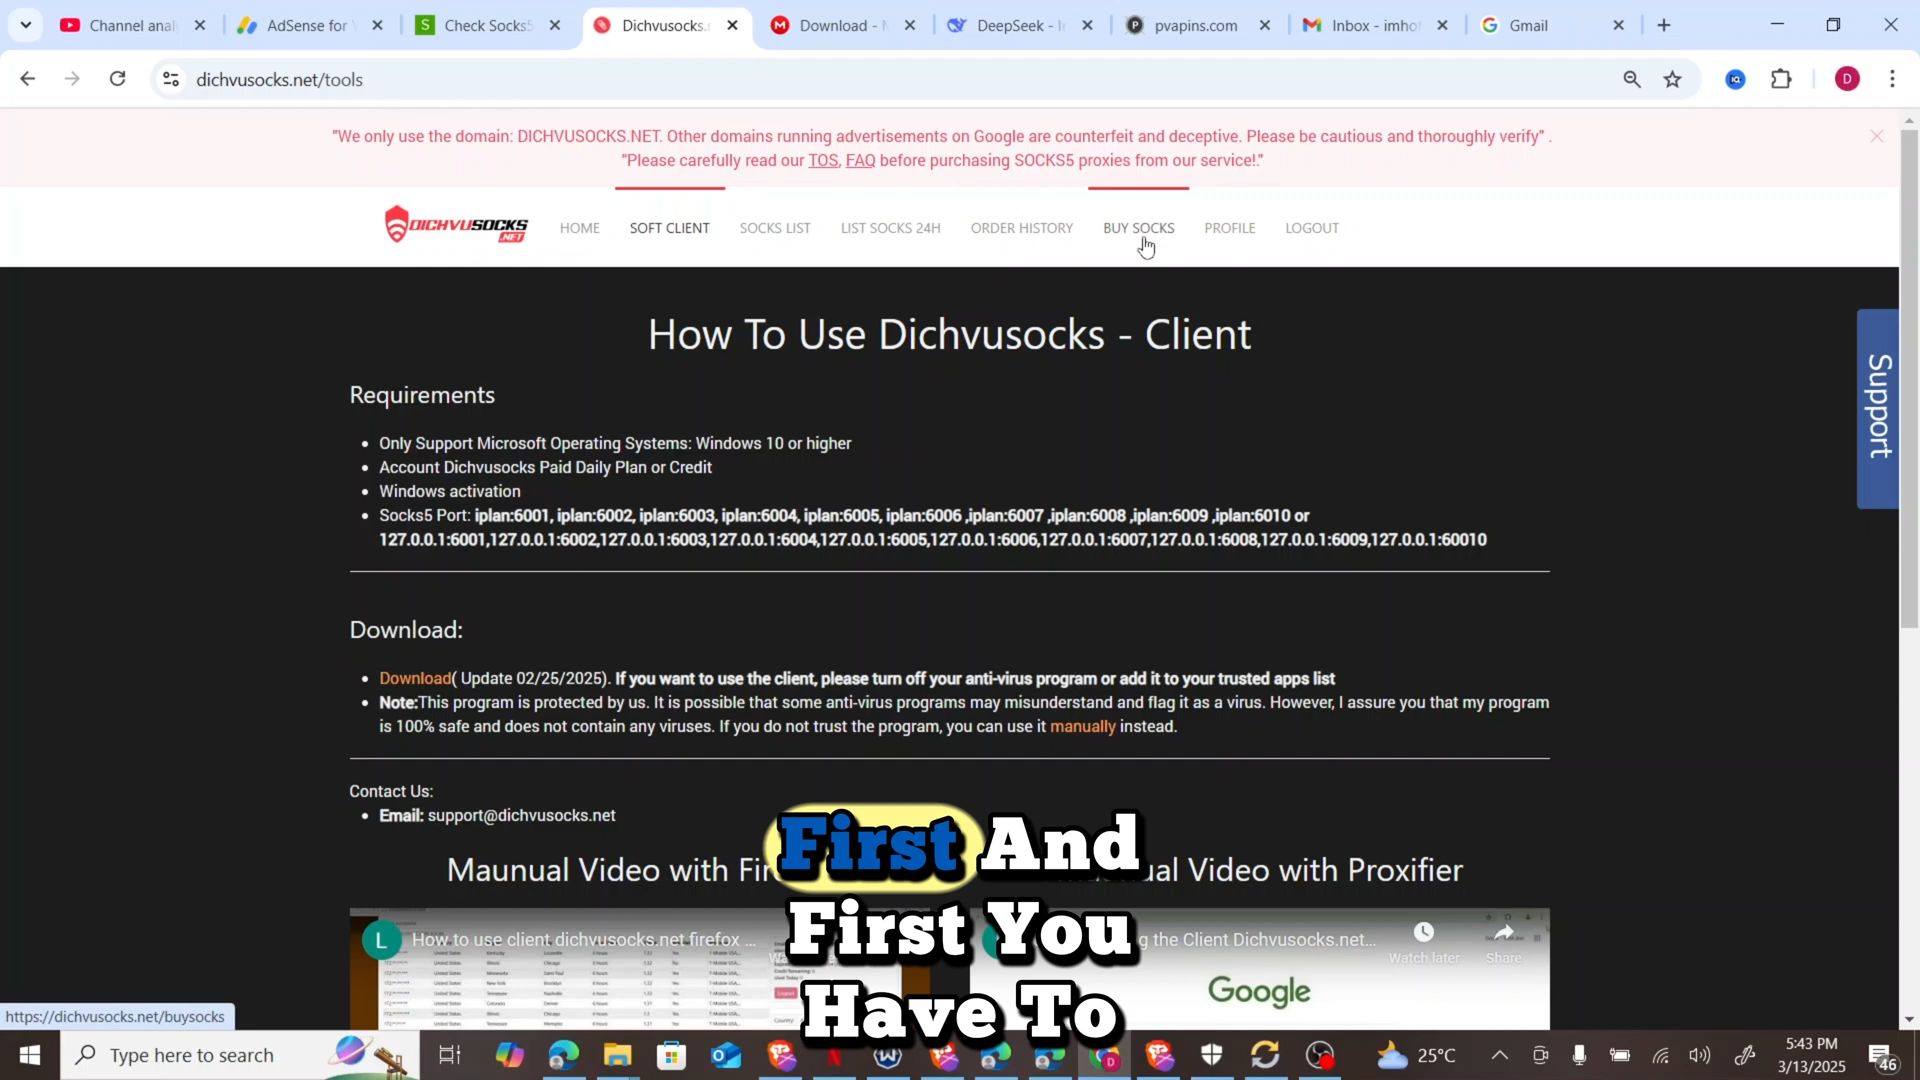 Channel anal
AdSense for
Check Socks5
Dichvusocks.
Download -
DeepSeek - I
pvapins.com
Inbox - imhof
Gmail
dichvusocks.net/tools
D
"We only use the domain: DICHVUSOCKS.NET. Other domains running advertisements on Google are counterfeit and deceptive. Please be cautious and thoroughly verify" .
"Please carefully read our TOS, FAQ before purchasing SOCKS5 proxies from our service!."
DICHVUSOCKS
.NET
HOME
SOFT CLIENT
SOCKS LIST
LIST SOCKS 24H
ORDER HISTORY
BUY SOCKS
PROFILE
LOGOUT
How To Use Dichvusocks - Client
Support
Requirements
Only Support Microsoft Operating Systems: Windows 10 or higher
Account Dichvusocks Paid Daily Plan or Credit
Windows activation
Socks5 Port: iplan:6001, iplan:6002, iplan:6003, iplan:6004, iplan:6005, iplan:6006 ,iplan:6007 ,iplan:6008 ,iplan:6009 ,iplan:6010 or
127.0.0.1:6001,127.0.0.1:6002,127.0.0.1:6003,127.0.0.1:6004,127.0.0.1:6005,127.0.0.1:6006,127.0.0.1:6007,127.0.0.1:6008,127.0.0.1:6009,127.0.0.1:60010
Download:
Download( Update 02/25/2025). If you want to use the client, please turn off your anti-virus program or add it to your trusted apps list
Note:This program is protected by us. It is possible that some anti-virus programs may misunderstand and flag it as a virus. However, I assure you that my program
is 100% safe and does not contain any viruses. If you do not trust the program, you can use it manually instead.
Contact Us:
Email: support@dichvusocks.net
First And
First You
Have To
Maunual Video with Fi
ual Video with Proxifier
L
How to use client dichvusocks.net firefox ...
g the Client Dichvusocks.net...
Watch later
Share
Google
https://dichvusocks.net/buysocks
Type here to search
25°C
5:43 PM
3/13/2025
46